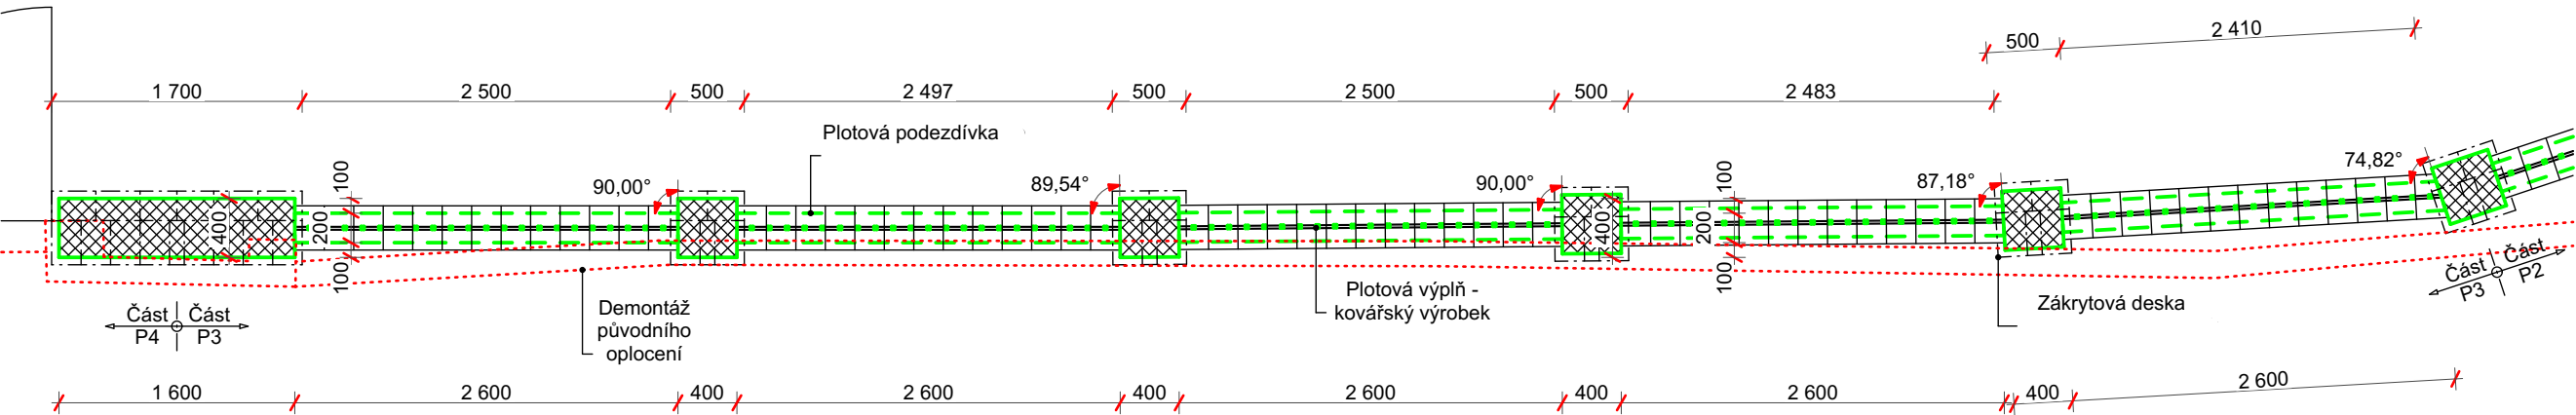 500
2 410
1 700
2 500
500
2 497
500
2 500
500
2 483
Plotová podezdívka
100
400
200
100
90,00°
89,54°
90,00°
100
400
200
100
87,18°
74,82°
Část
P4
Část
P3
Demontáž
původního
oplocení
Plotová výplň -
kovářský výrobek
Zákrytová deska
Část
P3
Část
P2
1 600
2 600
400
2 600
400
2 600
400
2 600
400
2 600